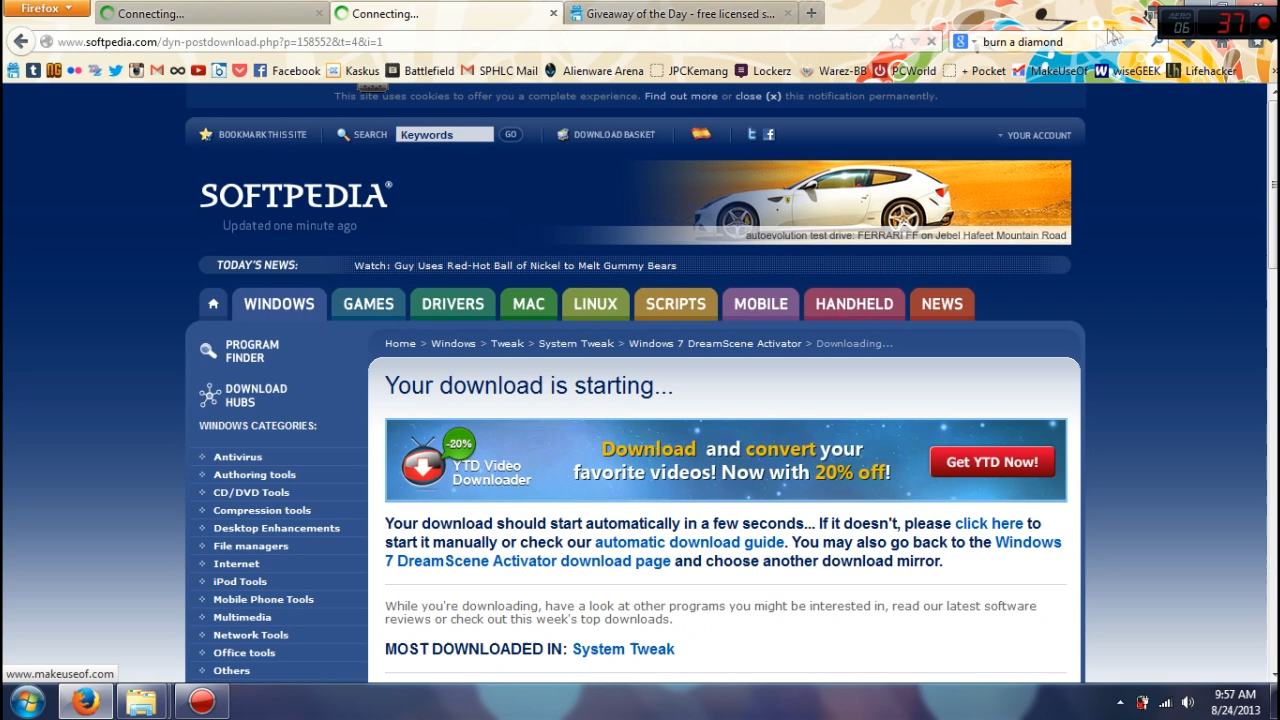 Firefox
Connecting...
Connecting...
Giveaway of the Day - free licensed s...
AERO
06
37
www.softpedia.com/dyn-postdownload.php?p=158552&t=4&i=1
burn a diamond
Facebook
Kaskus
Battlefield
SPHLC Mail
Alienware Arena
JPCKemang
Lockerz
Warez-BB
PCWorld
+ Pocket
MakeUseOf
wiseGEEK
Lifehacker
This site uses cookies to offer you a complete experience. Find out more or close (x) this notification permanently.
BOOKMARK THIS SITE
SEARCH
Keywords
GO
DOWNLOAD BASKET
YOUR ACCOUNT
SOFTPEDIA®
Updated one minute ago
autoevolution test drive: FERRARI FF on Jebel Hafeet Mountain Road
TODAY'S NEWS:
Watch: Guy Uses Red-Hot Ball of Nickel to Melt Gummy Bears
WINDOWS
GAMES
DRIVERS
MAC
LINUX
SCRIPTS
MOBILE
HANDHELD
NEWS
PROGRAM
FINDER
DOWNLOAD
HUBS
WINDOWS CATEGORIES:
Antivirus
Authoring tools
CD/DVD Tools
Compression tools
Desktop Enhancements
File managers
Internet
iPod Tools
Mobile Phone Tools
Multimedia
Network Tools
Office tools
Others
Home > Windows > Tweak > System Tweak > Windows 7 DreamScene Activator > Downloading...
Your download is starting...
-20%
YTD Video
Downloader
Download and convert your
favorite videos! Now with 20% off!
Get YTD Now!
Your download should start automatically in a few seconds... If it doesn't, please click here to
start it manually or check our automatic download guide. You may also go back to the Windows
7 DreamScene Activator download page and choose another download mirror.
While you're downloading, have a look at other programs you might be interested in, read our latest software
reviews or check out this week's top downloads.
MOST DOWNLOADED IN: System Tweak
www.makeuseof.com
9:57 AM
8/24/2013